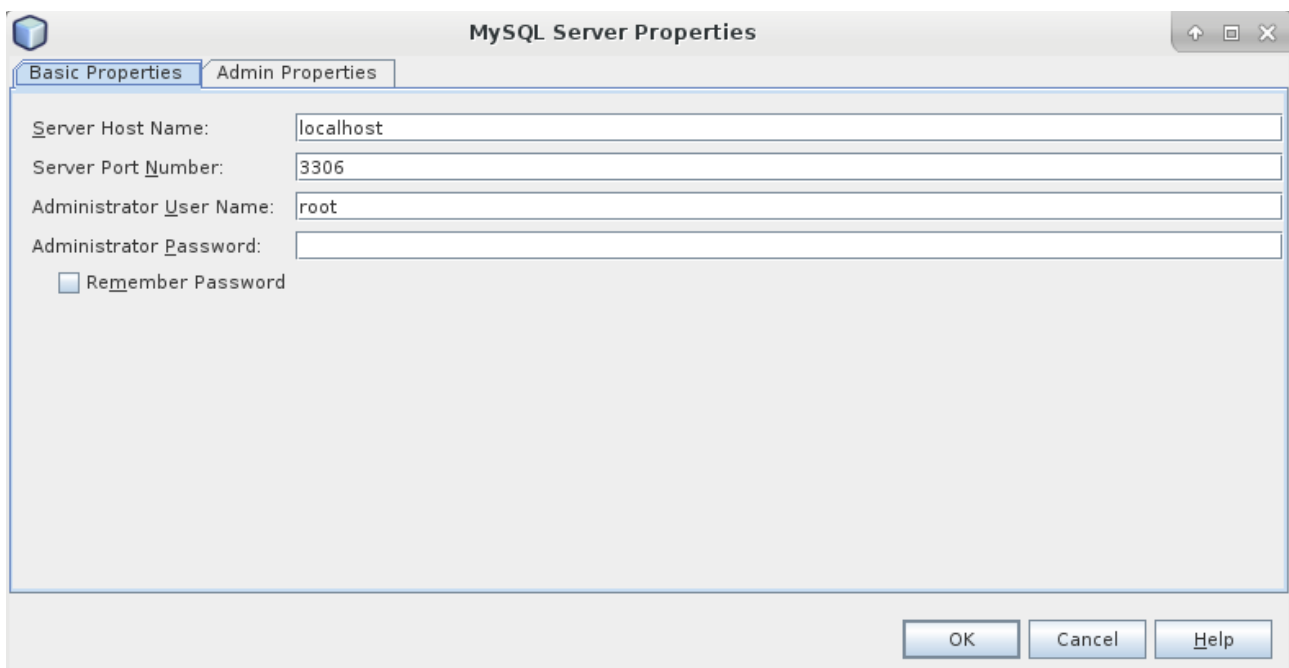 MySQL Server Properties
Basic Properties Admin Properties
Server Host Name: localhost
Server Port Number: 3306
Administrator User Name: root
Administrator Password:
Remember Password
OK Cancel Help